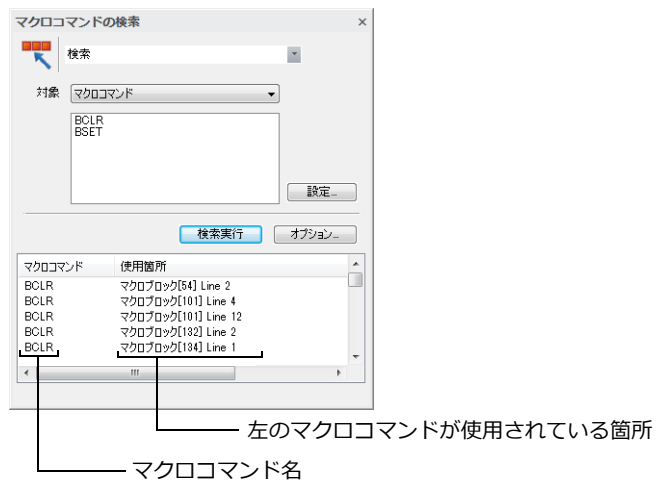 マクロコマンドの検索
検索
対象 マクロコマンド
BCLR
BSET
設定...
検索実行 オプション...
マクロコマンド 使用箇所
BCLR マクロブロック[54] Line 2
BCLR マクロブロック[101] Line 4
BCLR マクロブロック[101] Line 12
BCLR マクロブロック[132] Line 2
BCLR マクロブロック[134] Line 1
左のマクロコマンドが使用されている箇所
マクロコマンド名